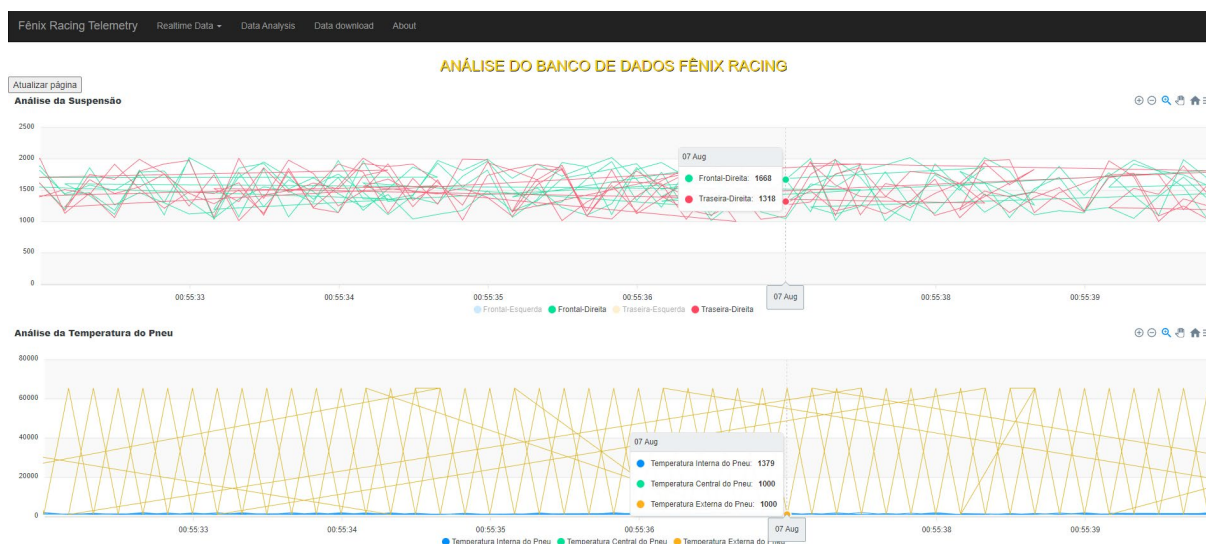 Fênix Racing Telemetry Realtime Data Data Analysis Data download About
ANÁLISE DO BANCO DE DADOS FÊNIX RACING
Atualizar página
Análise da Suspensão
2500
2000
1500
1000
500
0
07 Aug
Frontal-Direita: 1668
Traseira-Direita: 1318
00:55:33 00:55:34 00:55:35 00:55:36 07 Aug 00:55:38 00:55:39
Frontal-Esquerda Frontal-Direita Traseira-Esquerda Traseira-Direita
Análise da Temperatura do Pneu
80000
60000
40000
20000
0
07 Aug
Temperatura Interna do Pneu: 1379
Temperatura Central do Pneu: 1000
Temperatura Externa do Pneu: 1000
00:55:33 00:55:34 00:55:35 00:55:36 07 Aug 00:55:38 00:55:39
Temperatura Interna do Pneu Temperatura Central do Pneu Temperatura Externa do Pneu